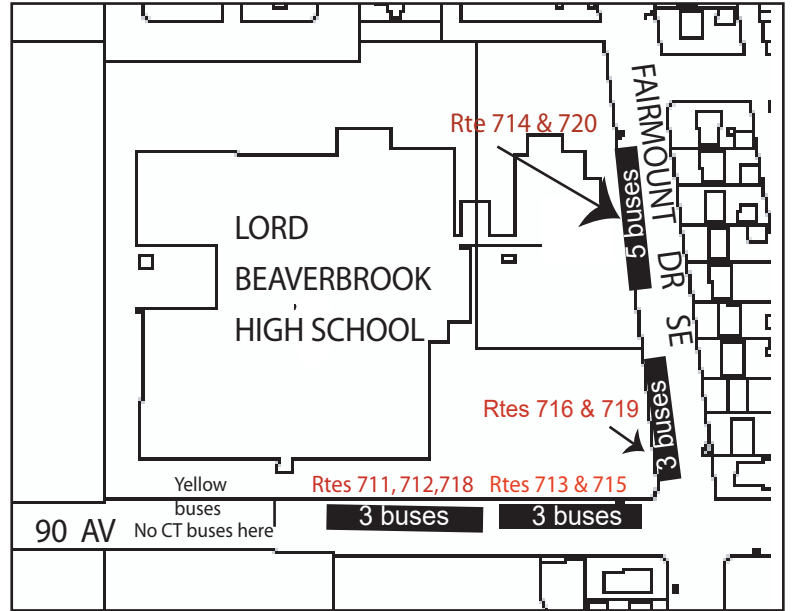 FAIRMOUNT DR SE
Rte 714 & 720
5 buses
LORD
BEAVERBROOK
HIGH SCHOOL
Rtes 716 & 719
3 buses
Yellow
buses
No CT buses here
Rtes 711, 712, 718
Rtes 713 & 715
3 buses
3 buses
90 AV